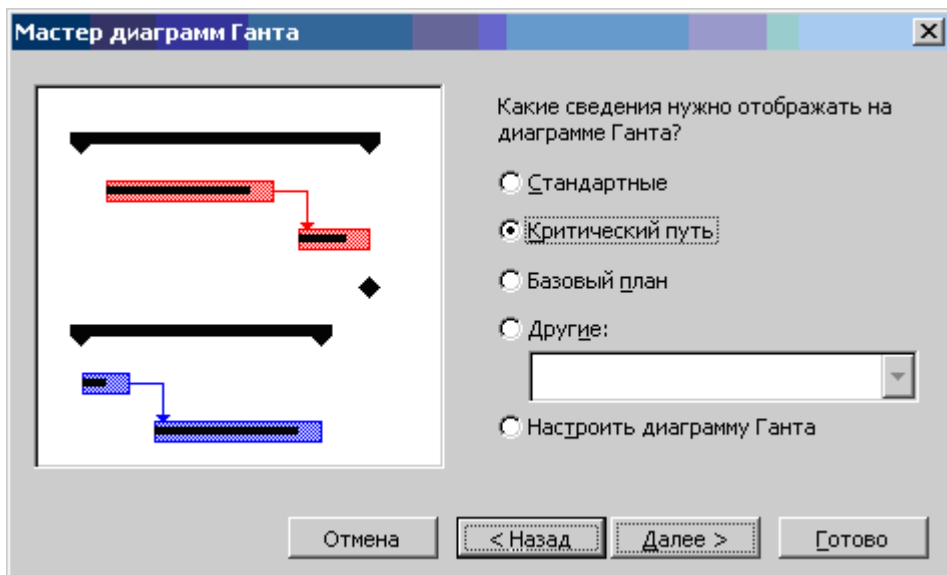 Мастер диаграмм Ганта
Какие сведения нужно отображать на
диаграмме Ганта?
Стандартные
Критический путь
Базовый план
Другие:
Настроить диаграмму Ганта
Отмена
< Назад
Далее >
Готово